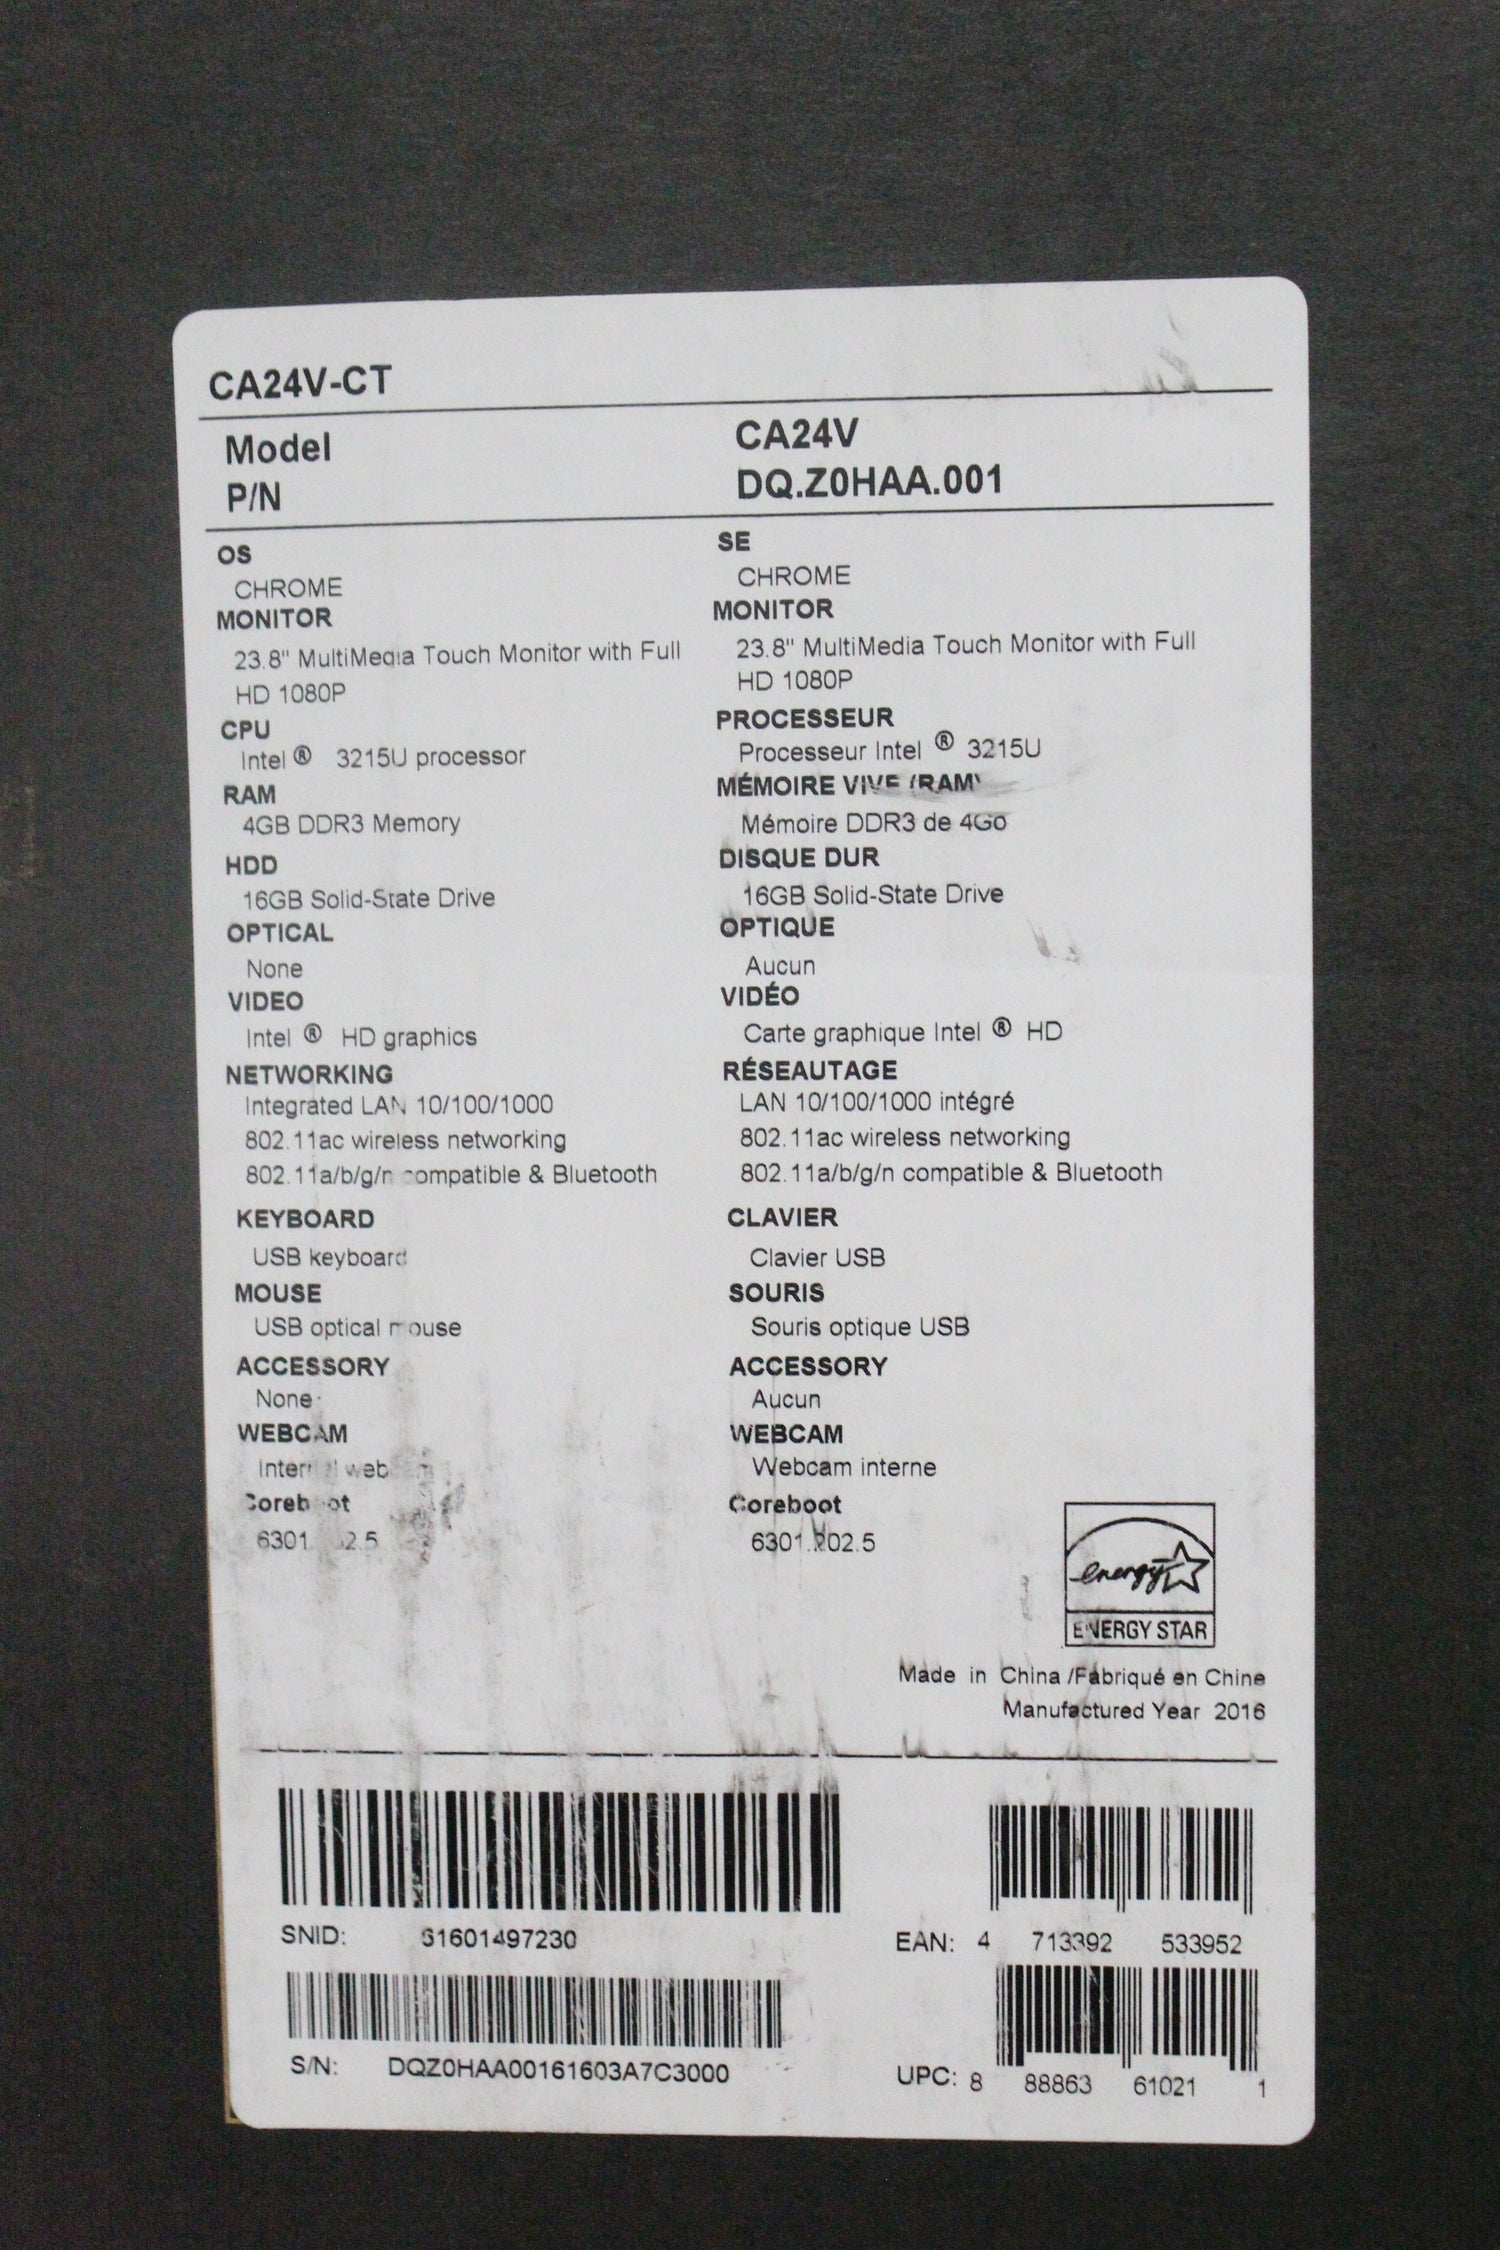 CA24V-CT
Model CA24V
P/N DQ.Z0HAA.001
OS
CHROME
MONITOR
23.8" MultiMedia Touch Monitor with Full
HD 1080P
CPU
Intel ® 3215U processor
RAM
4GB DDR3 Memory
HDD
16GB Solid-State Drive
OPTICAL
None
VIDEO
Intel ® HD graphics
NETWORKING
Integrated LAN 10/100/1000
802.11ac wireless networking
802.11a/b/g/n compatible & Bluetooth
KEYBOARD
USB keyboard
MOUSE
USB optical mouse
ACCESSORY
None
WEBCAM
Internal webcam
Coreboot
SE
CHROME
MONITOR
23.8" MultiMedia Touch Monitor with Full
HD 1080P
PROCESSEUR
Processeur Intel ® 3215U
MÉMOIRE VIVE (RAM)
Mémoire DDR3 de 4Go
DISQUE DUR
16GB Solid-State Drive
OPTIQUE
Aucun
VIDÉO
Carte graphique Intel ® HD
RÉSEAUTAGE
LAN 10/100/1000 intégré
802.11ac wireless networking
802.11a/b/g/n compatible & Bluetooth
CLAVIER
Clavier USB
SOURIS
Souris optique USB
ACCESSORY
Aucun
WEBCAM
Webcam interne
Coreboot
6301.202.5
energy
ENERGY STAR
Made in China /Fabriqué en Chine
Manufactured Year 2016
SNID: 61601497230
S/N: DQZ0HAA00161603A7C3000
EAN: 4 713392 533952
UPC: 8 88863 61021 1